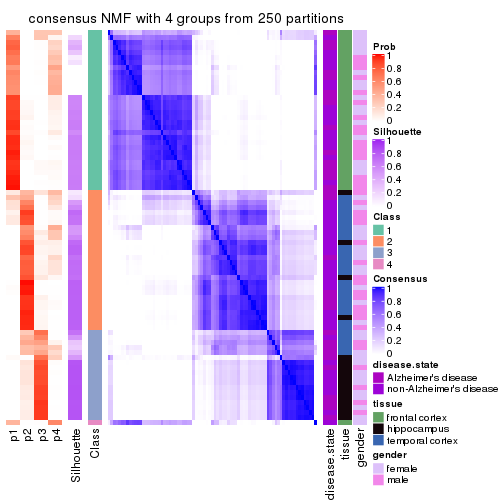 consensus NMF with 4 groups from 250 partitions
Prob
1
0.8
0.6
0.4
0.2
0
Silhouette
1
0.8
0.6
0.4
0.2
0
Class
1
2
3
4
Consensus
1
0.8
0.6
0.4
0.2
0
disease.state
Alzheimer's disease
non-Alzheimer's disease
tissue
frontal cortex
hippocampus
temporal cortex
gender
female
male
p1
p2
p3
p4
Silhouette
Class
disease.state
tissue
gender